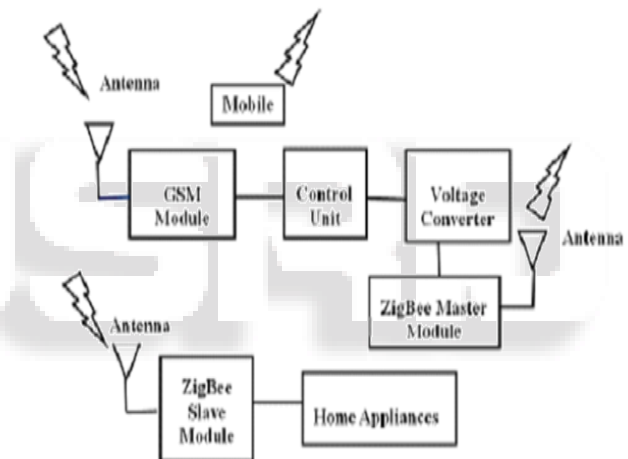 Antenna
Mobile
GSM
Module
Control
Unit
Voltage
Converter
Antenna
ZigBee Master
Module
Antenna
ZigBee
Slave
Module
Home Appliances